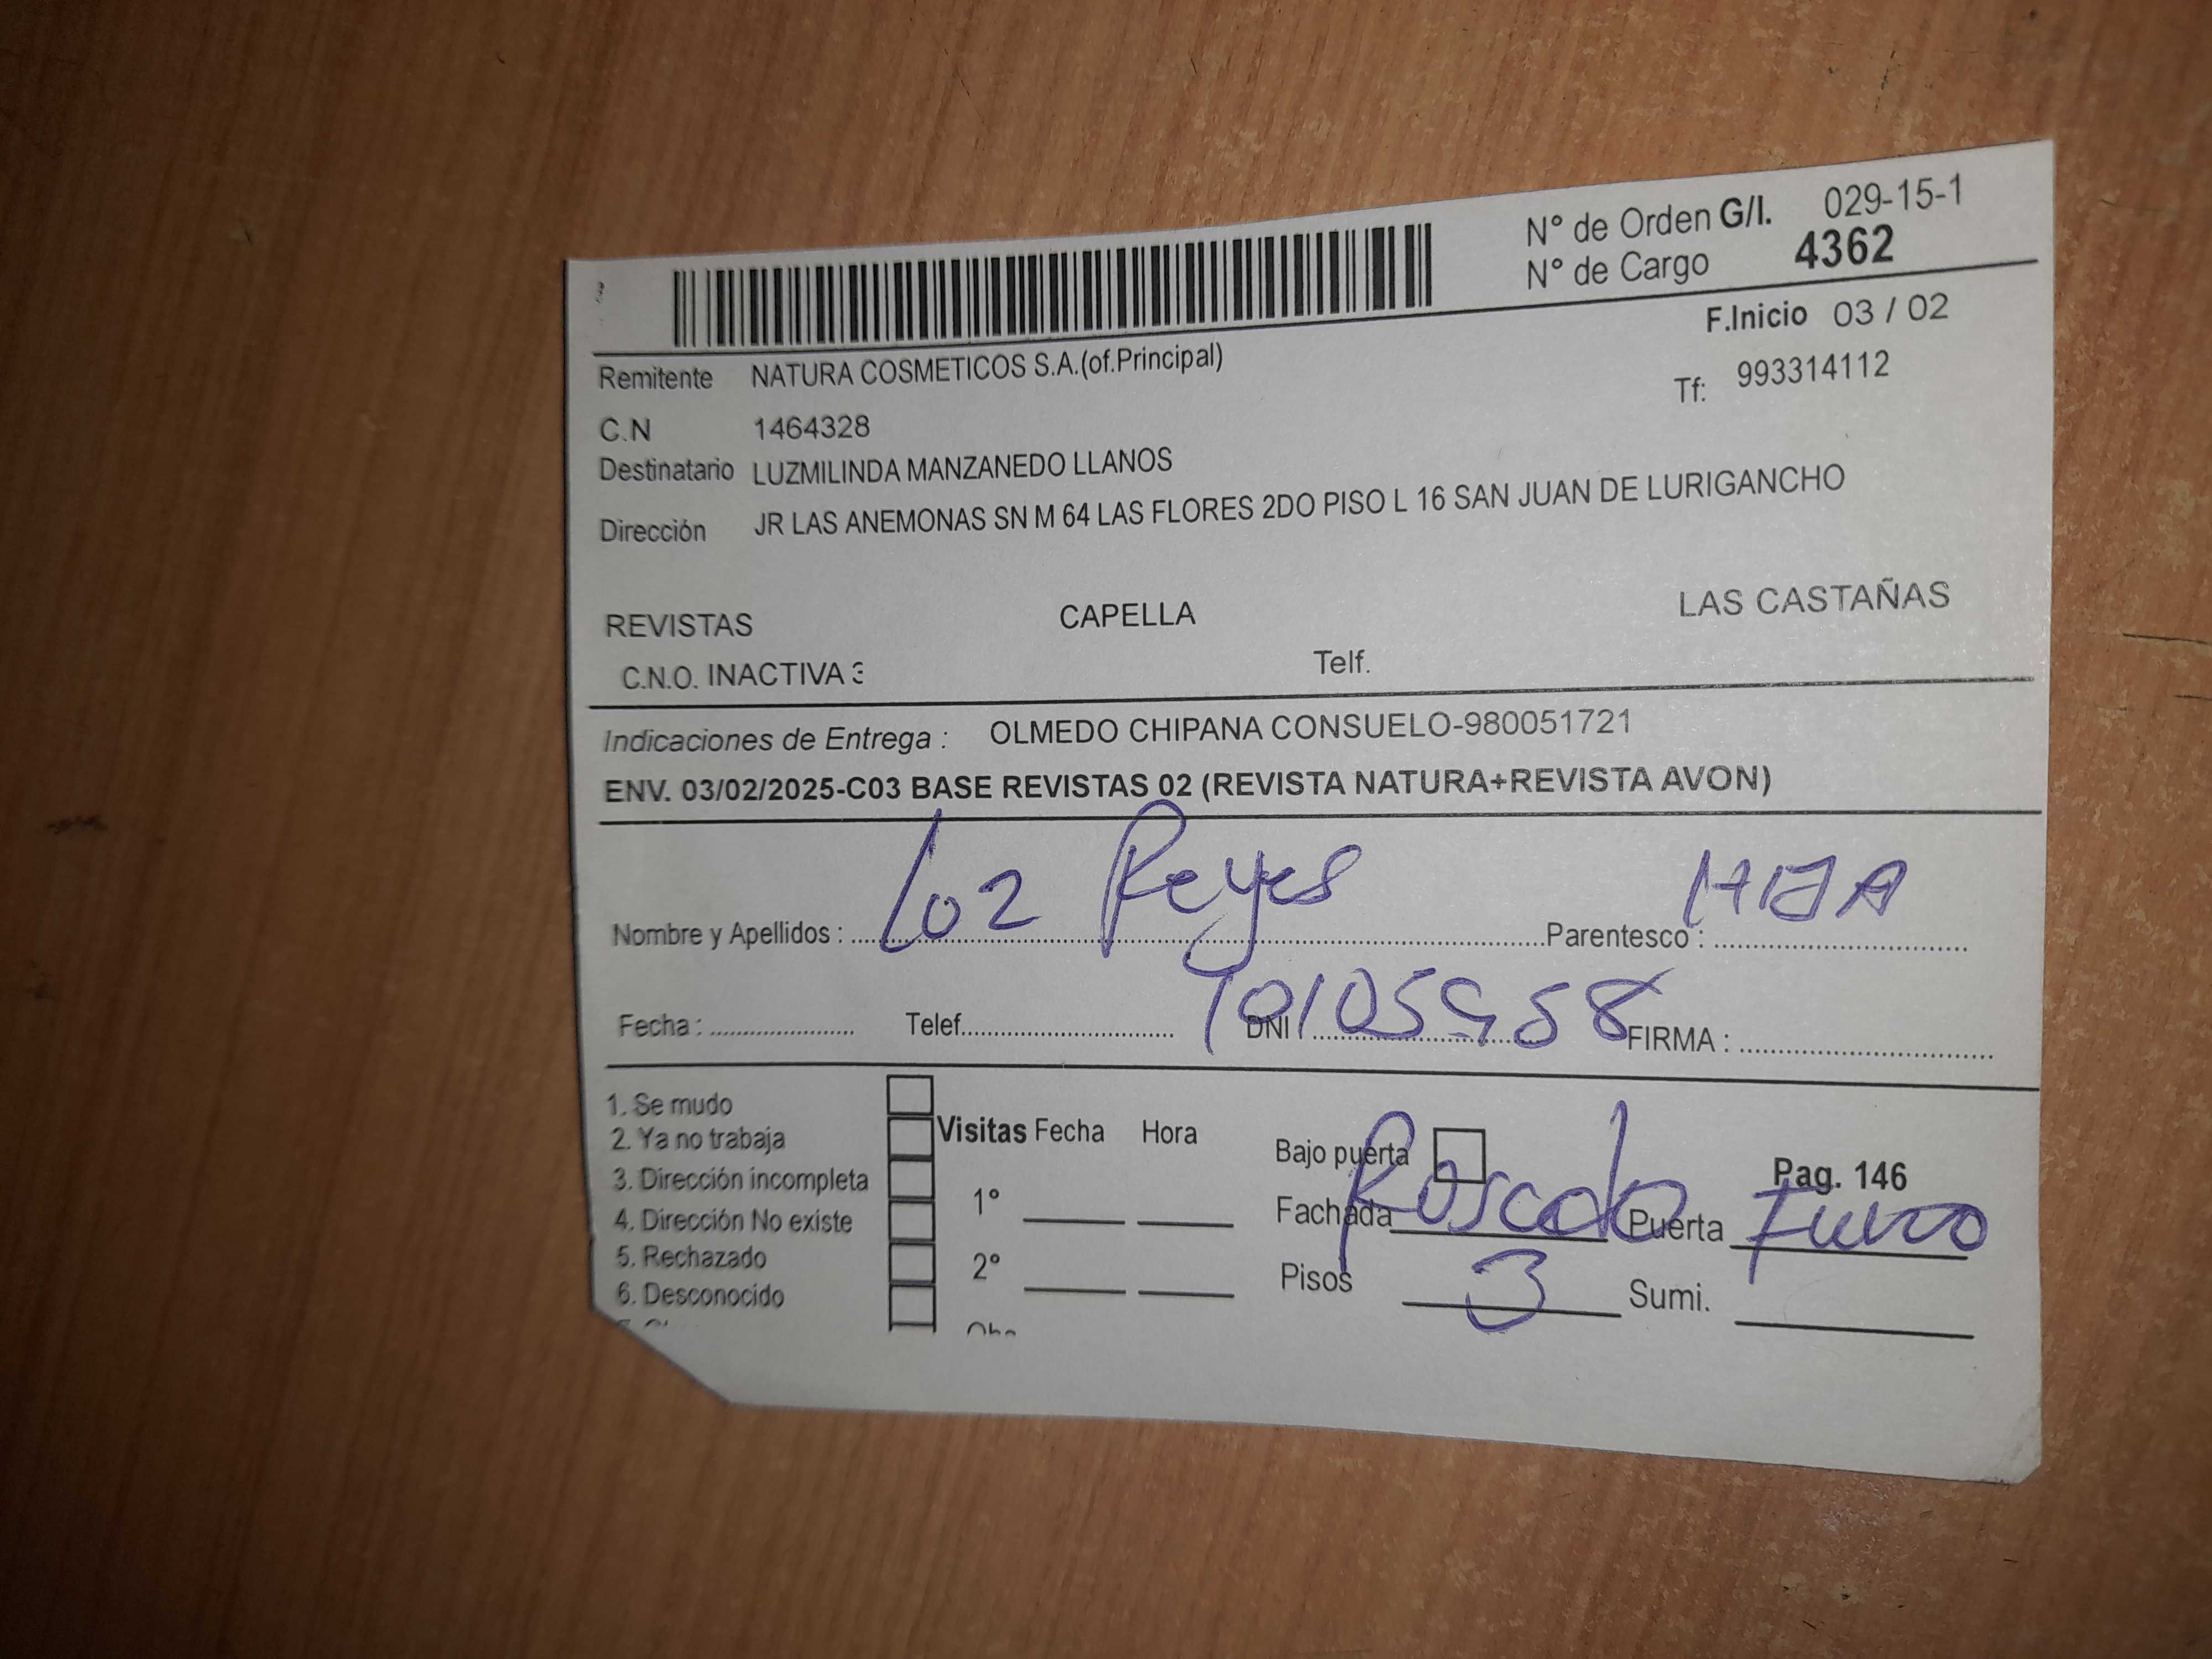 N° de Orden G/I. 029-15-1
N° de Cargo 4362
F.Inicio 03 / 02
Remitente NATURA COSMETICOS S.A.(of.Principal)
Tf: 993314112
C.N 1464328
Destinatario LUZMILINDA MANZANEDO LLANOS
Dirección JR LAS ANEMONAS SN M 64 LAS FLORES 2DO PISO L 16 SAN JUAN DE LURIGANCHO
REVISTAS CAPELLA LAS CASTAÑAS
C.N.O. INACTIVA 3 Telf.
Indicaciones de Entrega : OLMEDO CHIPANA CONSUELO-980051721
ENV. 03/02/2025-C03 BASE REVISTAS 02 (REVISTA NATURA+REVISTA AVON)
Nombre y Apellidos : Luz Reyes Parentesco : HIJA
Fecha : Telef. DNI FIRMA :
1. Se mudo
2. Ya no trabaja
3. Dirección incompleta
4. Dirección No existe
5. Rechazado
6. Desconocido
Visitas Fecha Hora
1°
2°
Bajo puerta Pag. 146
Fachada Rosado Puerta
Pisos 3 Sumi.